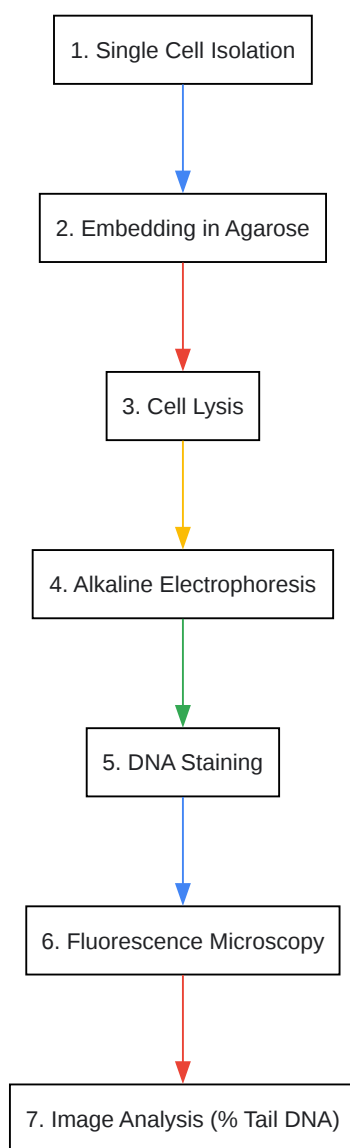 1. Single Cell Isolation
2. Embedding in Agarose
3. Cell Lysis
4. Alkaline Electrophoresis
5. DNA Staining
6. Fluorescence Microscopy
7. Image Analysis (% Tail DNA)